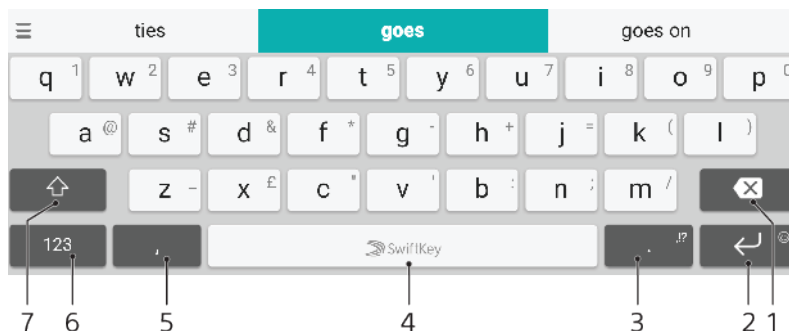 ties goes goes on
q 1 w 2 e 3 r 4 t 5 y 6 u 7 i 8 o 9 p 0
a @ s # d & f * g - h + j = k ( l )
z _ x £ c " v ' b : n ; m /
123 , SwiftKey . ,!?
7 6 5 4 3 2 1